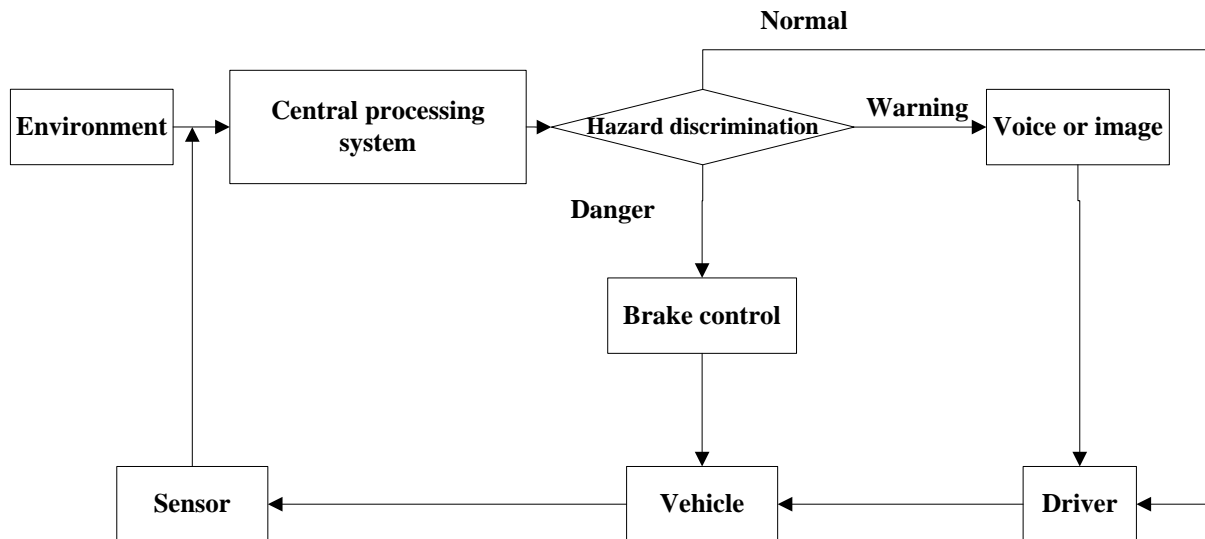 Normal
Environment
Central processing
system
Hazard discrimination
Warning
Voice or image
Danger
Brake control
Sensor
Vehicle
Driver